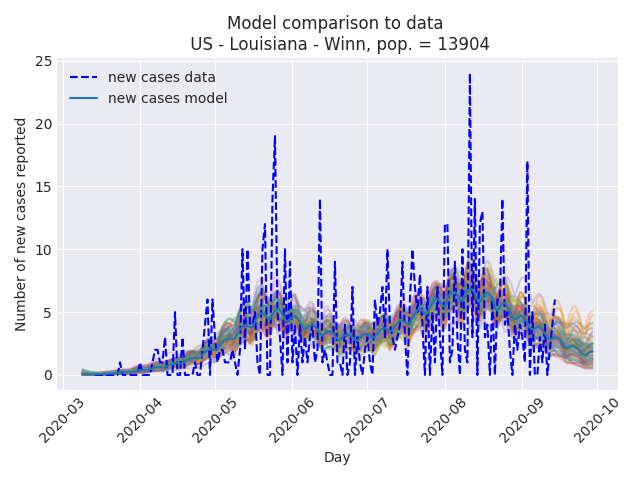 Model comparison to data
US - Louisiana - Winn, pop. = 13904
25
20
15
10
5
0
Number of new cases reported
new cases data
new cases model
2020-03
2020-04
2020-05
2020-06
2020-07
2020-08
2020-09
2020-10
Day